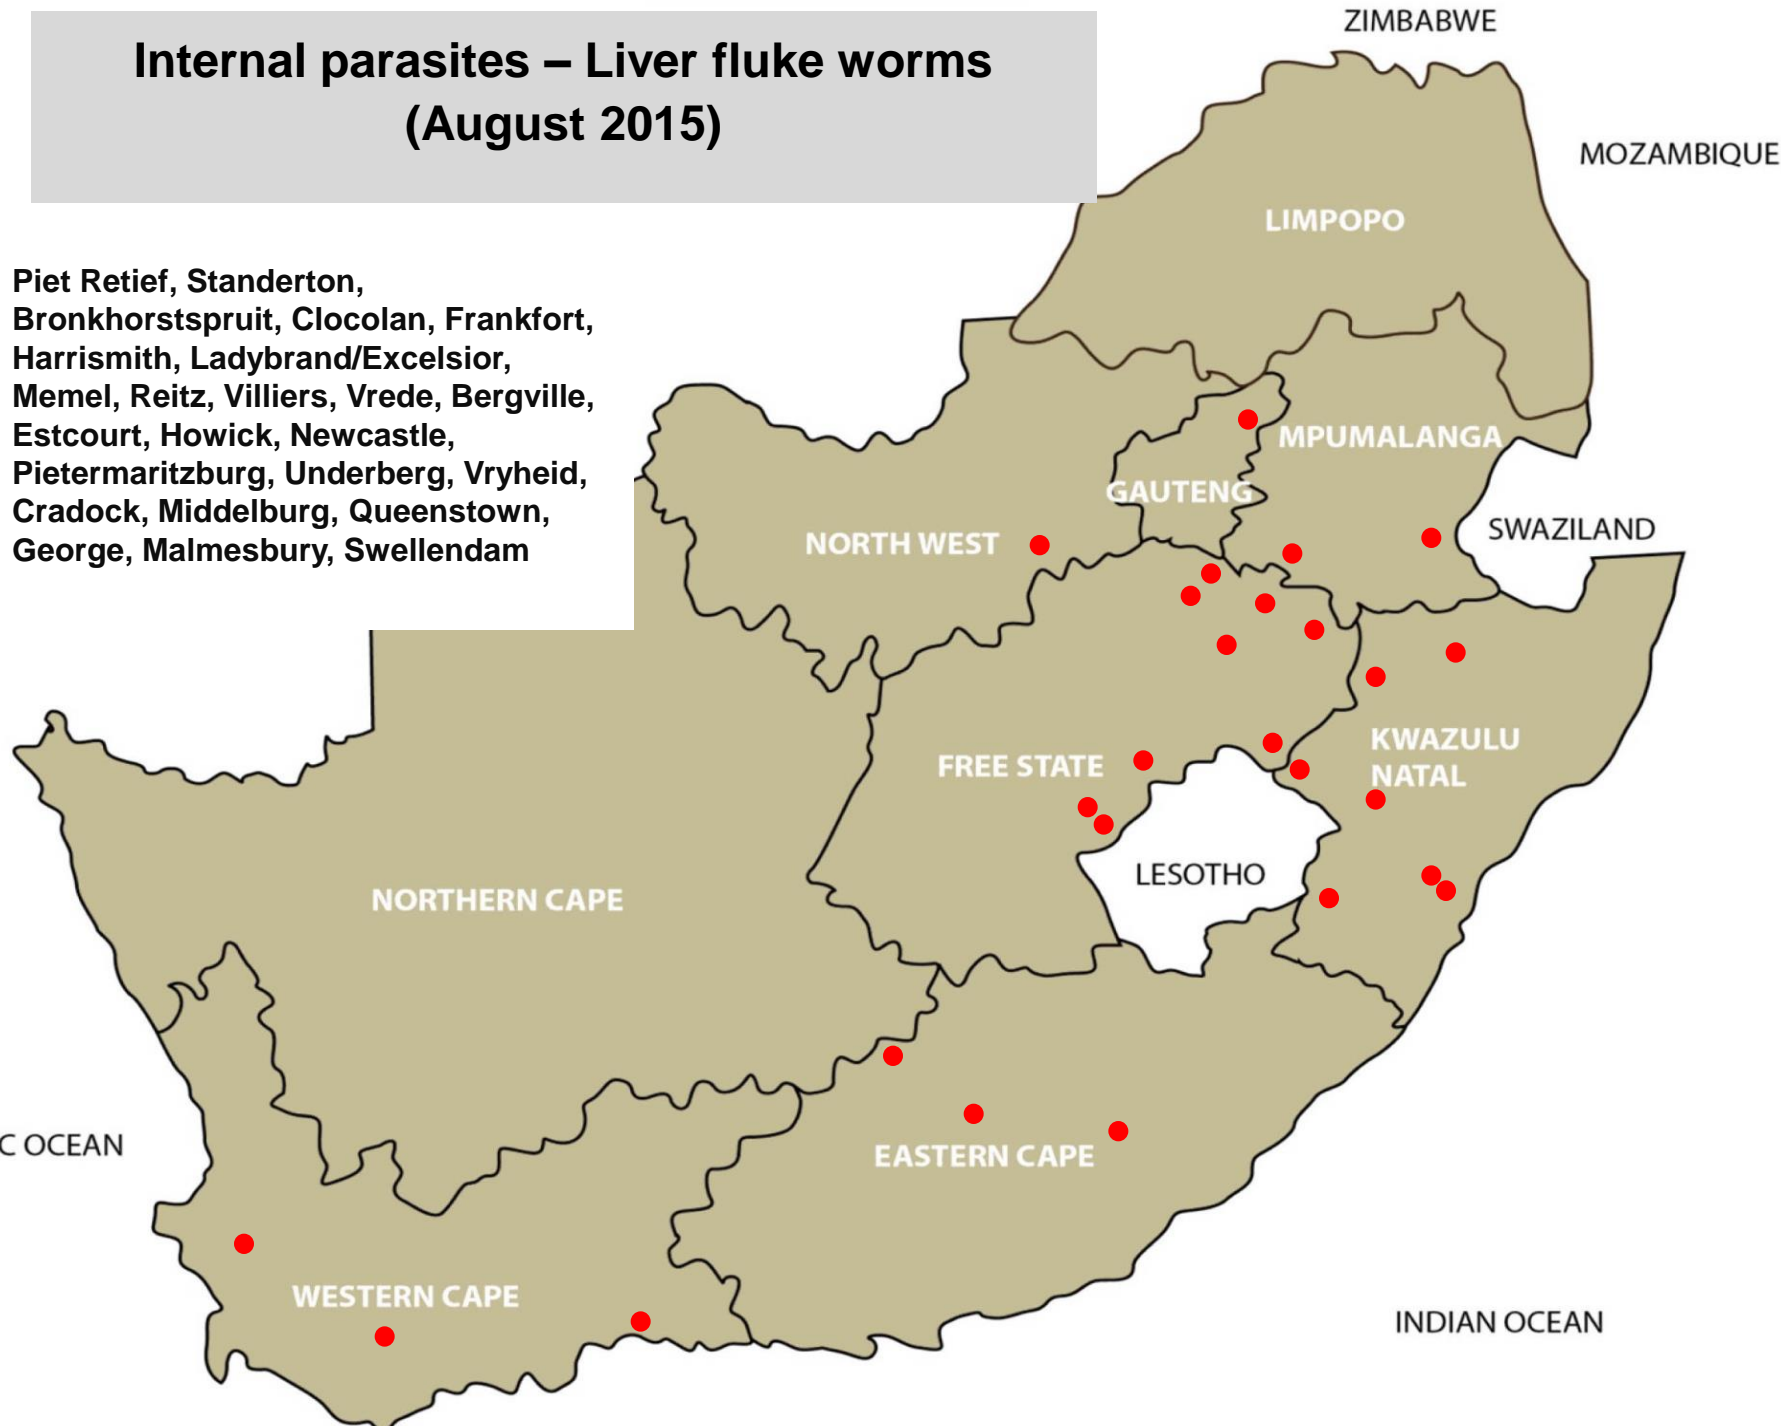 Internal parasites – Liver fluke worms
(August 2015)
Piet Retief, Standerton,
Bronkhorstspruit, Clocolan, Frankfort,
Harrismith, Ladybrand/Excelsior,
Memel, Reitz, Villiers, Vrede, Bergville,
Estcourt, Howick, Newcastle,
Pietermaritzburg, Underberg, Vryheid,
Cradock, Middelburg, Queenstown,
George, Malmesbury, Swellendam
ZIMBABWE
MOZAMBIQUE
LIMPOPO
MPUMALANGA
GAUTENG
NORTH WEST
SWAZILAND
FREE STATE
KWAZULU
NATAL
LESOTHO
NORTHERN CAPE
C OCEAN
EASTERN CAPE
WESTERN CAPE
INDIAN OCEAN